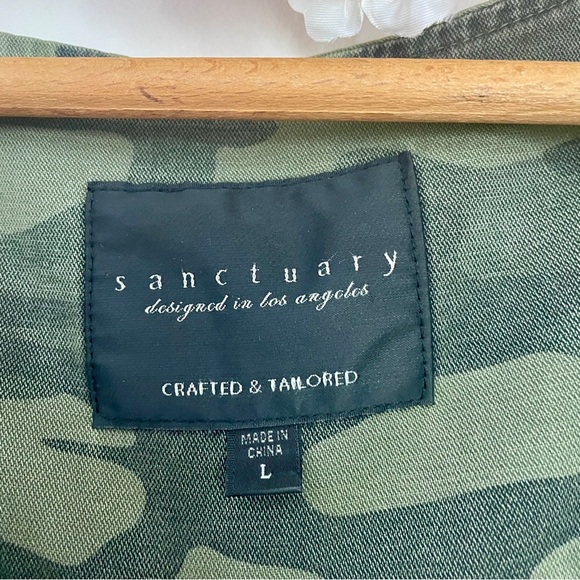 sanctuary
designed in los angeles
CRAFTED & TAILORED
MADE IN
CHINA
L